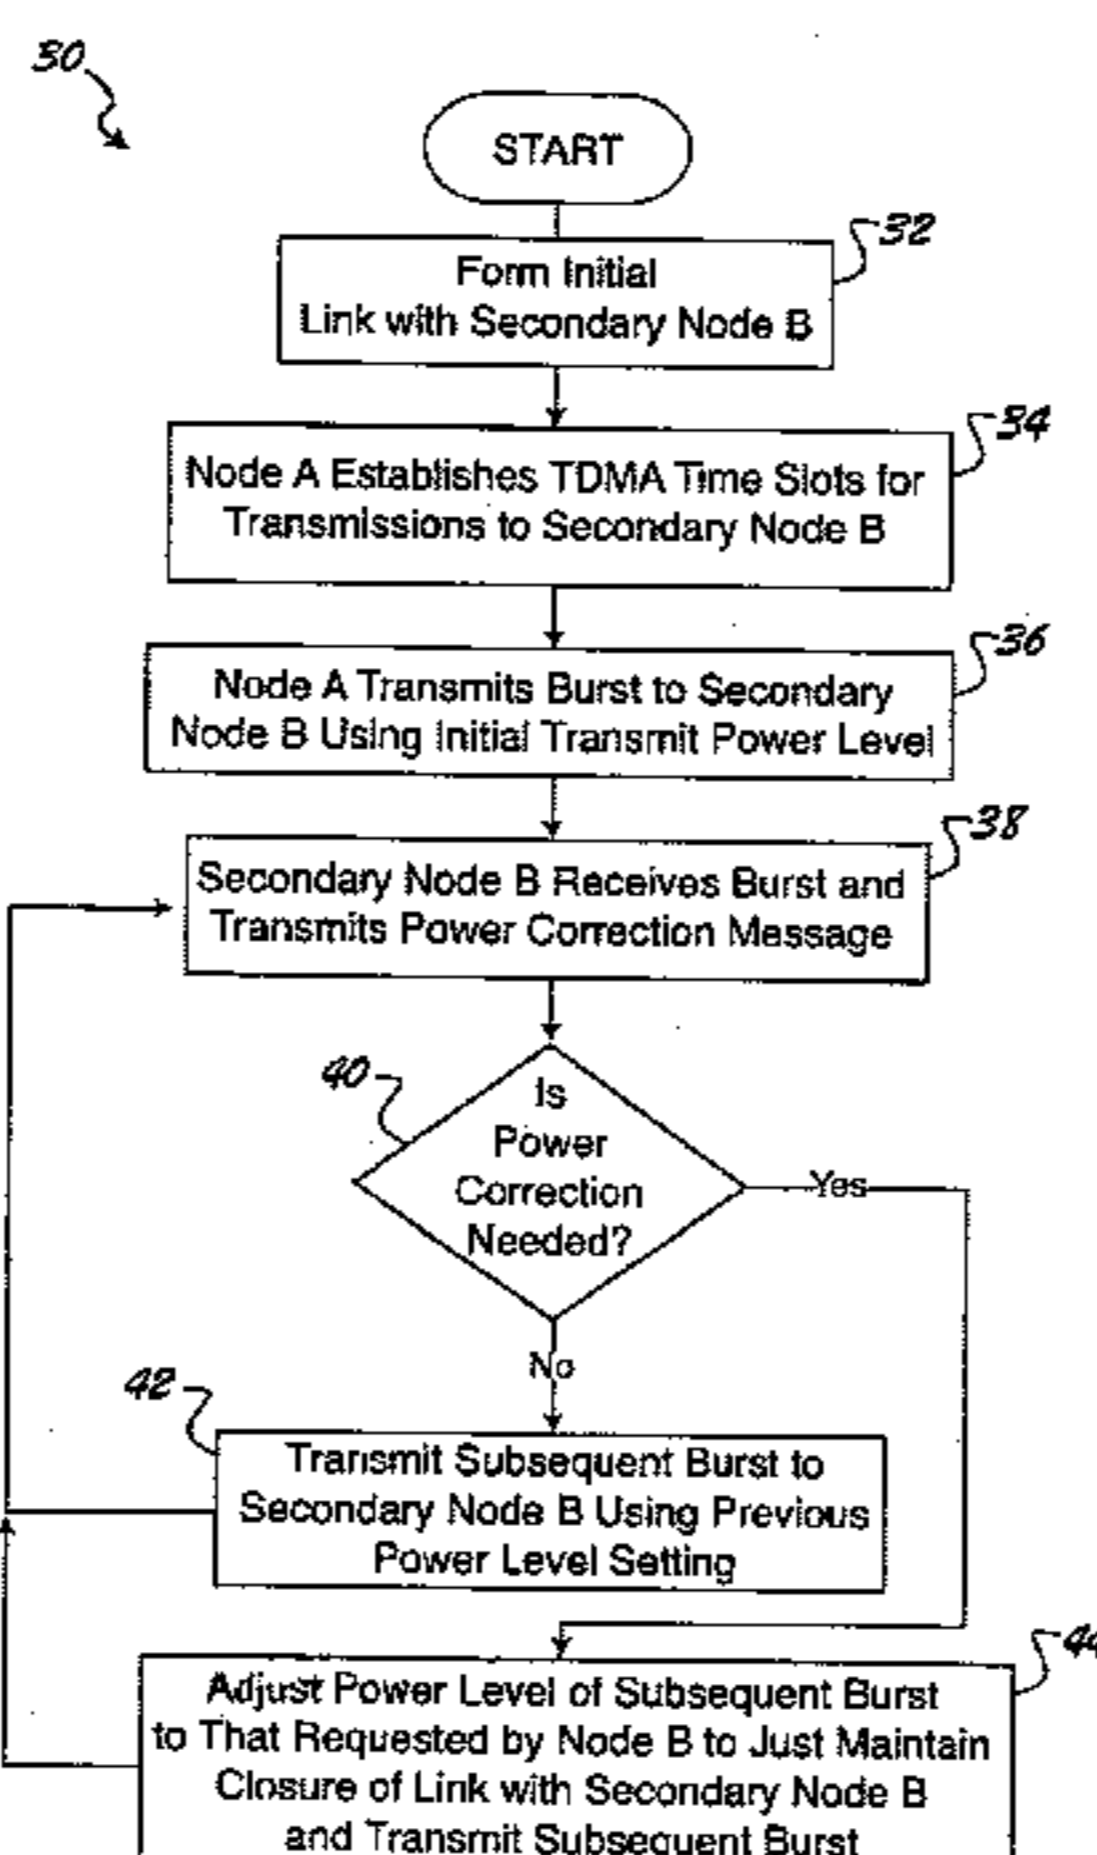 30
START
32
Form Initial
Link with Secondary Node B
34
Node A Establishes TDMA Time Slots for
Transmissions to Secondary Node B
36
Node A Transmits Burst to Secondary
Node B Using Initial Transmit Power Level
38
Secondary Node B Receives Burst and
Transmits Power Correction Message
40
Is
Power
Correction
Needed?
Yes
No
42
Transmit Subsequent Burst to
Secondary Node B Using Previous
Power Level Setting
44
Adjust Power Level of Subsequent Burst
to That Requested by Node B to Just Maintain
Closure of Link with Secondary Node B
and Transmit Subsequent Burst